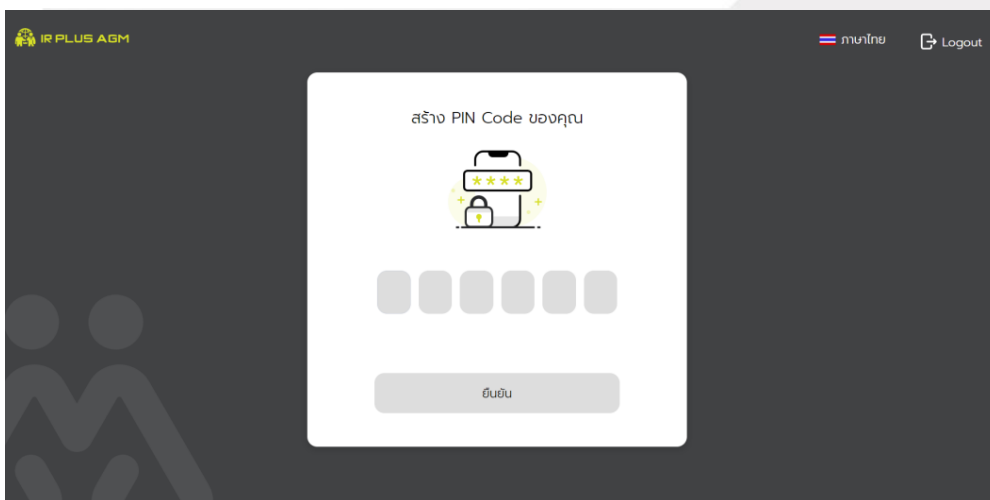 IR PLUS AGM
ภาษาไทย
Logout
สร้าง PIN Code ของคุณ
****
ยืนยัน